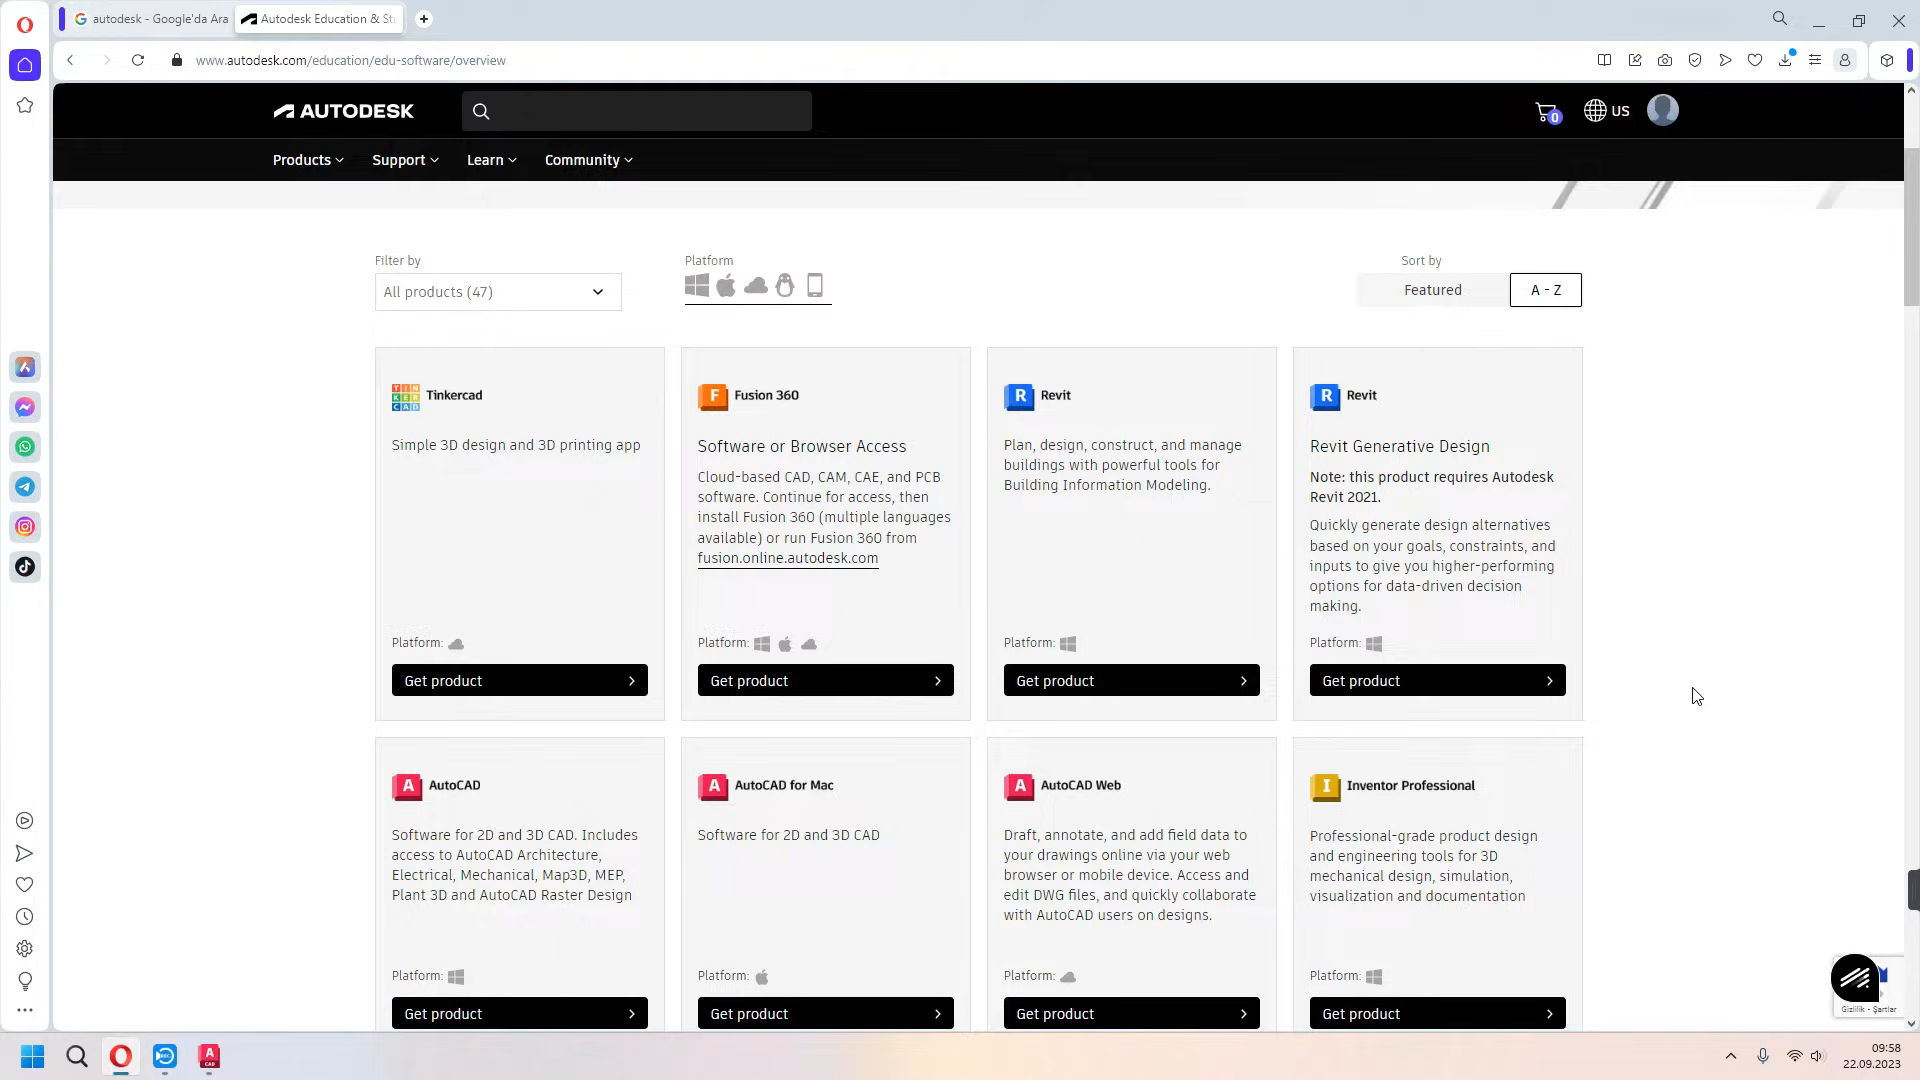 autodesk - Google'da Ara
Autodesk Education & St
www.autodesk.com/education/edu-software/overview
AUTODESK
0
US
Products
Support
Learn
Community
Filter by
Platform
Sort by
All products (47)
Featured
A - Z
TIN
KER
CAD
Tinkercad
Simple 3D design and 3D printing app
Platform:
Get product
F
Fusion 360
Software or Browser Access
Cloud-based CAD, CAM, CAE, and PCB
software. Continue for access, then
install Fusion 360 (multiple languages
available) or run Fusion 360 from
fusion.online.autodesk.com
Platform:
Get product
R
Revit
Plan, design, construct, and manage
buildings with powerful tools for
Building Information Modeling.
Platform:
Get product
R
Revit
Revit Generative Design
Note: this product requires Autodesk
Revit 2021.
Quickly generate design alternatives
based on your goals, constraints, and
inputs to give you higher-performing
options for data-driven decision
making.
Platform:
Get product
A
AutoCAD
Software for 2D and 3D CAD. Includes
access to AutoCAD Architecture,
Electrical, Mechanical, Map3D, MEP,
Plant 3D and AutoCAD Raster Design
Platform:
Get product
A
AutoCAD for Mac
Software for 2D and 3D CAD
Platform:
Get product
A
AutoCAD Web
Draft, annotate, and add field data to
your drawings online via your web
browser or mobile device. Access and
edit DWG files, and quickly collaborate
with AutoCAD users on designs.
Platform:
Get product
I
Inventor Professional
Professional-grade product design
and engineering tools for 3D
mechanical design, simulation,
visualization and documentation
Platform:
Get product
Gizlilik - Şartlar
A
CAD
09:58
22.09.2023